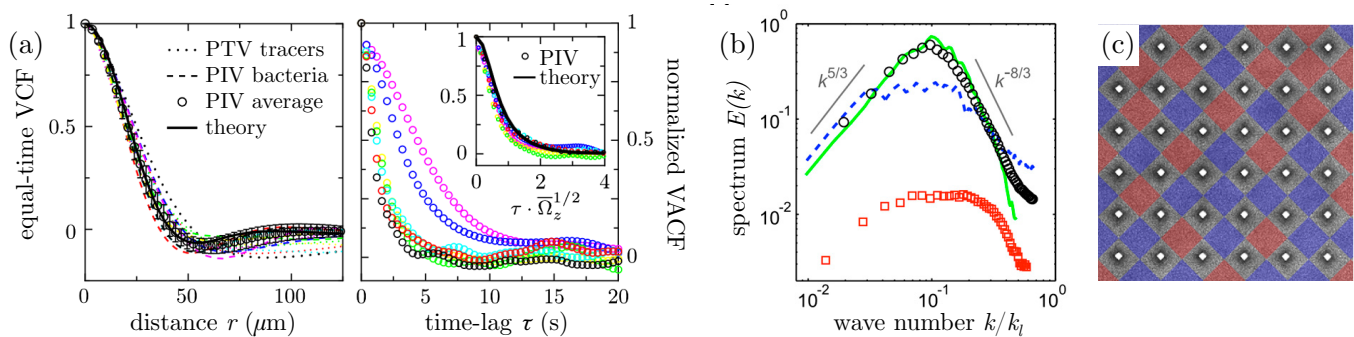 (a)
1
0.5
0
equal-time VCF
PTV tracers
PIV bacteria
PIV average
theory
0 50 100
distance r (μm)
1
0.5
0
PIV
theory
0 2 4
τ · Ω̅_z^{1/2}
0 5 10 15 20
time-lag τ (s)
1
0.5
0
normalized VACF
(b)
10^0
10^-1
10^-2
spectrum E(k)
k^{5/3}
k^{-8/3}
10^-2 10^-1 10^0
wave number k/k_l
(c)